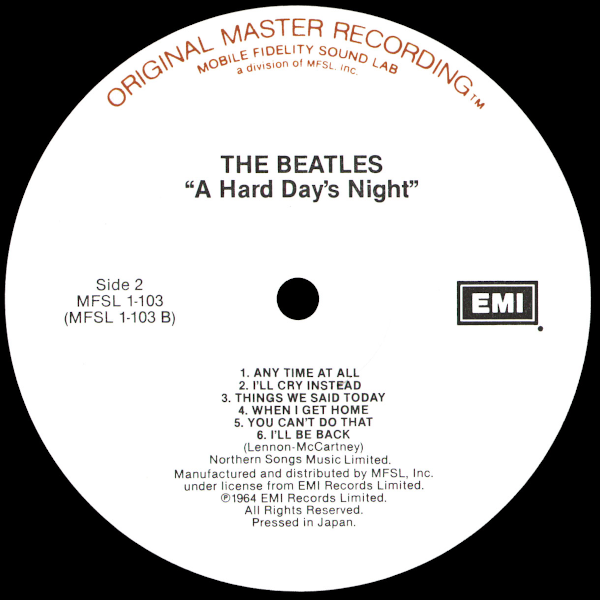 ORIGINAL MASTER RECORDING™
MOBILE FIDELITY SOUND LAB
a division of MFSL, inc.
THE BEATLES
“A Hard Day's Night”
Side 2
MFSL 1-103
(MFSL 1-103 B)
EMI
1. ANY TIME AT ALL
2. I'LL CRY INSTEAD
3. THINGS WE SAID TODAY
4. WHEN I GET HOME
5. YOU CAN'T DO THAT
6. I'LL BE BACK
(Lennon-McCartney)
Northern Songs Music Limited.
Manufactured and distributed by MFSL, Inc.
under license from EMI Records Limited.
℗1964 EMI Records Limited.
All Rights Reserved.
Pressed in Japan.